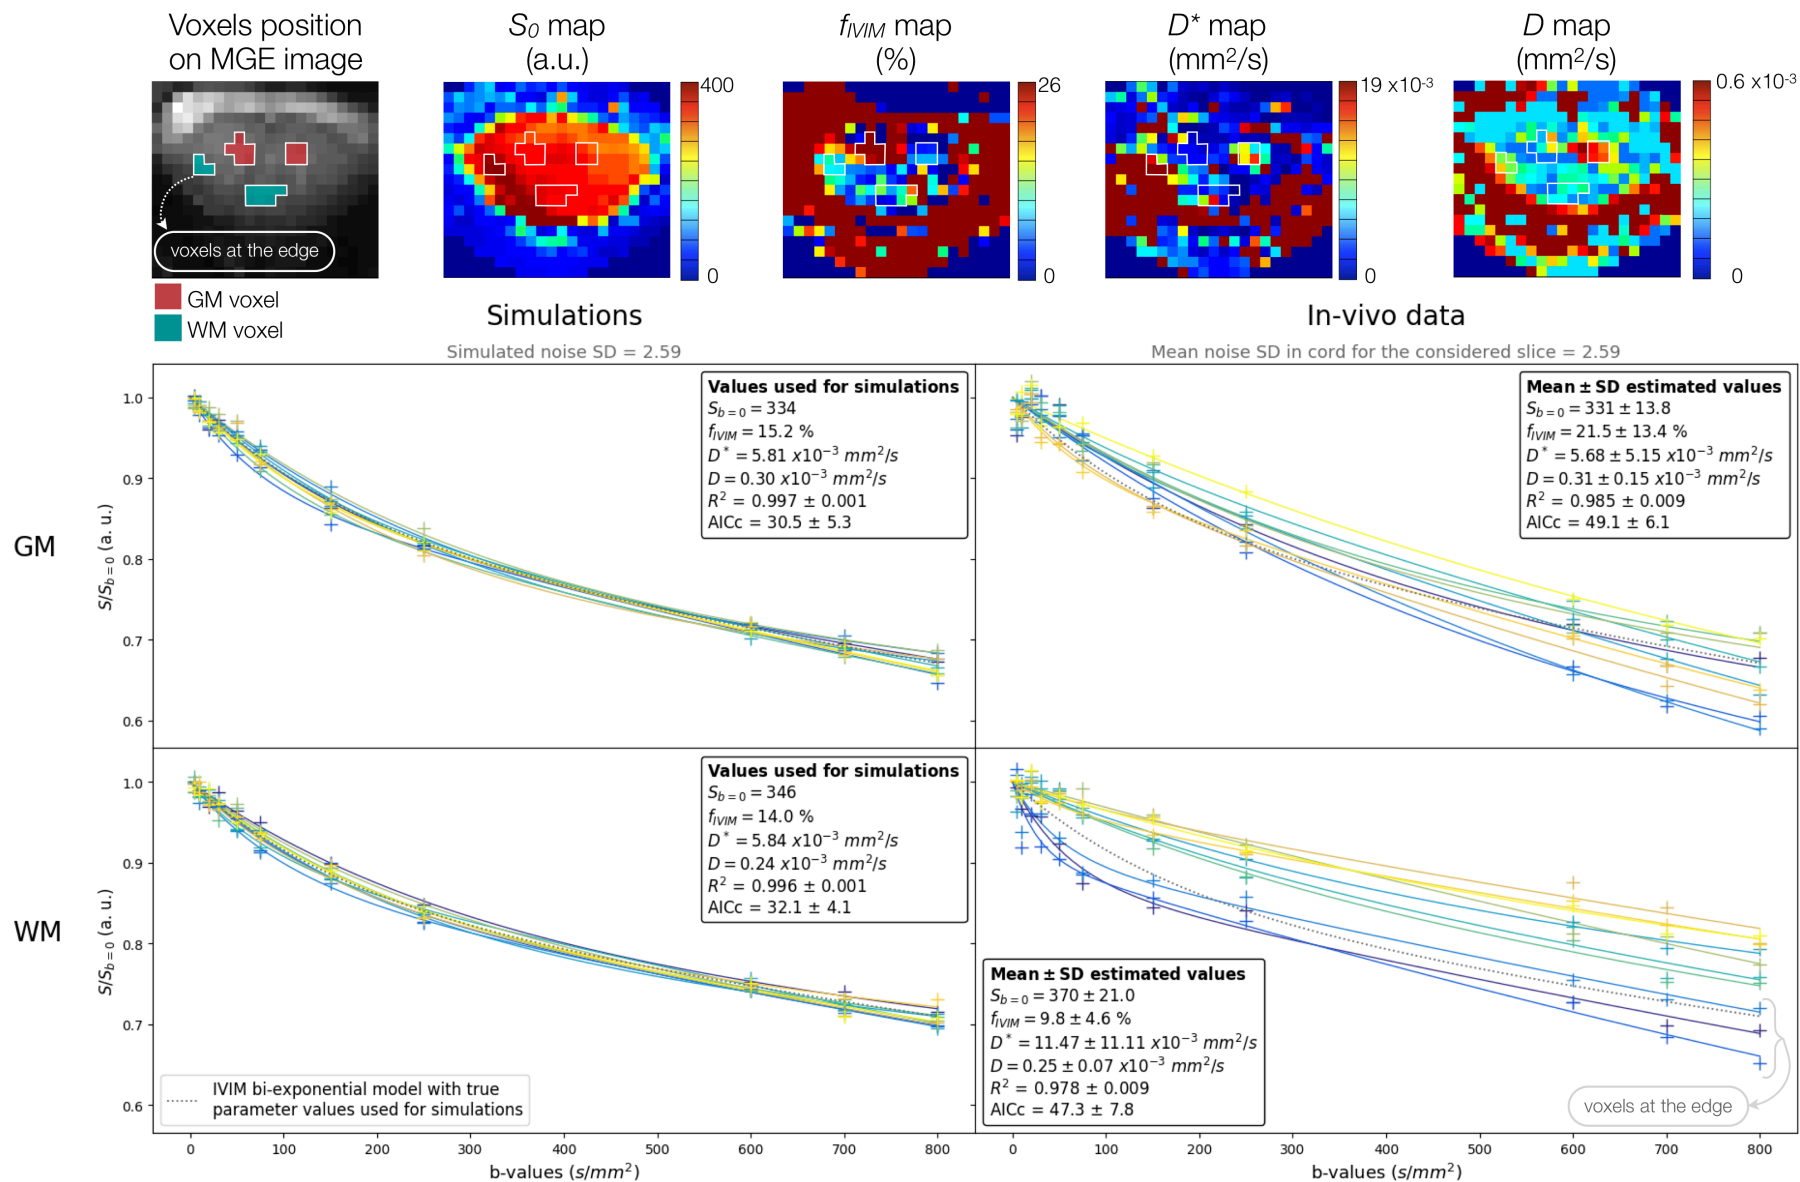 Voxels position
on MGE image
S0 map
(a.u.)
fIVIM map
(%)
D* map
(mm2/s)
D map
(mm2/s)
400
0
26
0
19 x10-3
0
0.6 x10-3
0
voxels at the edge
GM voxel
WM voxel
Simulations
In-vivo data
Simulated noise SD = 2.59
Mean noise SD in cord for the considered slice = 2.59
GM
S/Sb=0 (a. u.)
1.0
0.9
0.8
0.7
0.6
Values used for simulations
Sb=0 = 334
fIVIM = 15.2 %
D* = 5.81 x10−3 mm2/s
D = 0.30 x10−3 mm2/s
R2 = 0.997 ± 0.001
AICc = 30.5 ± 5.3
Mean ± SD estimated values
Sb=0 = 331 ± 13.8
fIVIM = 21.5 ± 13.4 %
D* = 5.68 ± 5.15 x10−3 mm2/s
D = 0.31 ± 0.15 x10−3 mm2/s
R2 = 0.985 ± 0.009
AICc = 49.1 ± 6.1
WM
S/Sb=0 (a. u.)
1.0
0.9
0.8
0.7
0.6
Values used for simulations
Sb=0 = 346
fIVIM = 14.0 %
D* = 5.84 x10−3 mm2/s
D = 0.24 x10−3 mm2/s
R2 = 0.996 ± 0.001
AICc = 32.1 ± 4.1
IVIM bi-exponential model with true
parameter values used for simulations
Mean ± SD estimated values
Sb=0 = 370 ± 21.0
fIVIM = 9.8 ± 4.6 %
D* = 11.47 ± 11.11 x10−3 mm2/s
D = 0.25 ± 0.07 x10−3 mm2/s
R2 = 0.978 ± 0.009
AICc = 47.3 ± 7.8
voxels at the edge
0 100 200 300 400 500 600 700 800
b-values (s/mm2)
0 100 200 300 400 500 600 700 800
b-values (s/mm2)